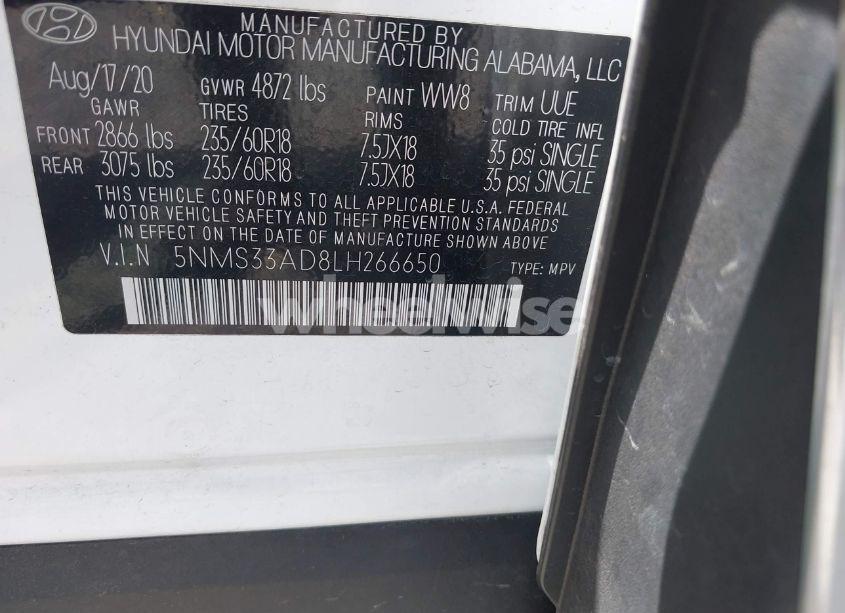 MANUFACTURED BY
HYUNDAI MOTOR MANUFACTURING ALABAMA, LLC
Aug/17/20 GVWR 4872 lbs PAINT WW8 TRIM UUE
GAWR TIRES RIMS COLD TIRE INFL
FRONT 2866 lbs 235/60R18 7.5JX18 35 psi SINGLE
REAR 3075 lbs 235/60R18 7.5JX18 35 psi SINGLE
THIS VEHICLE CONFORMS TO ALL APPLICABLE U.S.A. FEDERAL
MOTOR VEHICLE SAFETY AND THEFT PREVENTION STANDARDS
IN EFFECT ON THE DATE OF MANUFACTURE SHOWN ABOVE
V.I.N 5NMS33AD8LH266650 TYPE: MPV
wheelwise